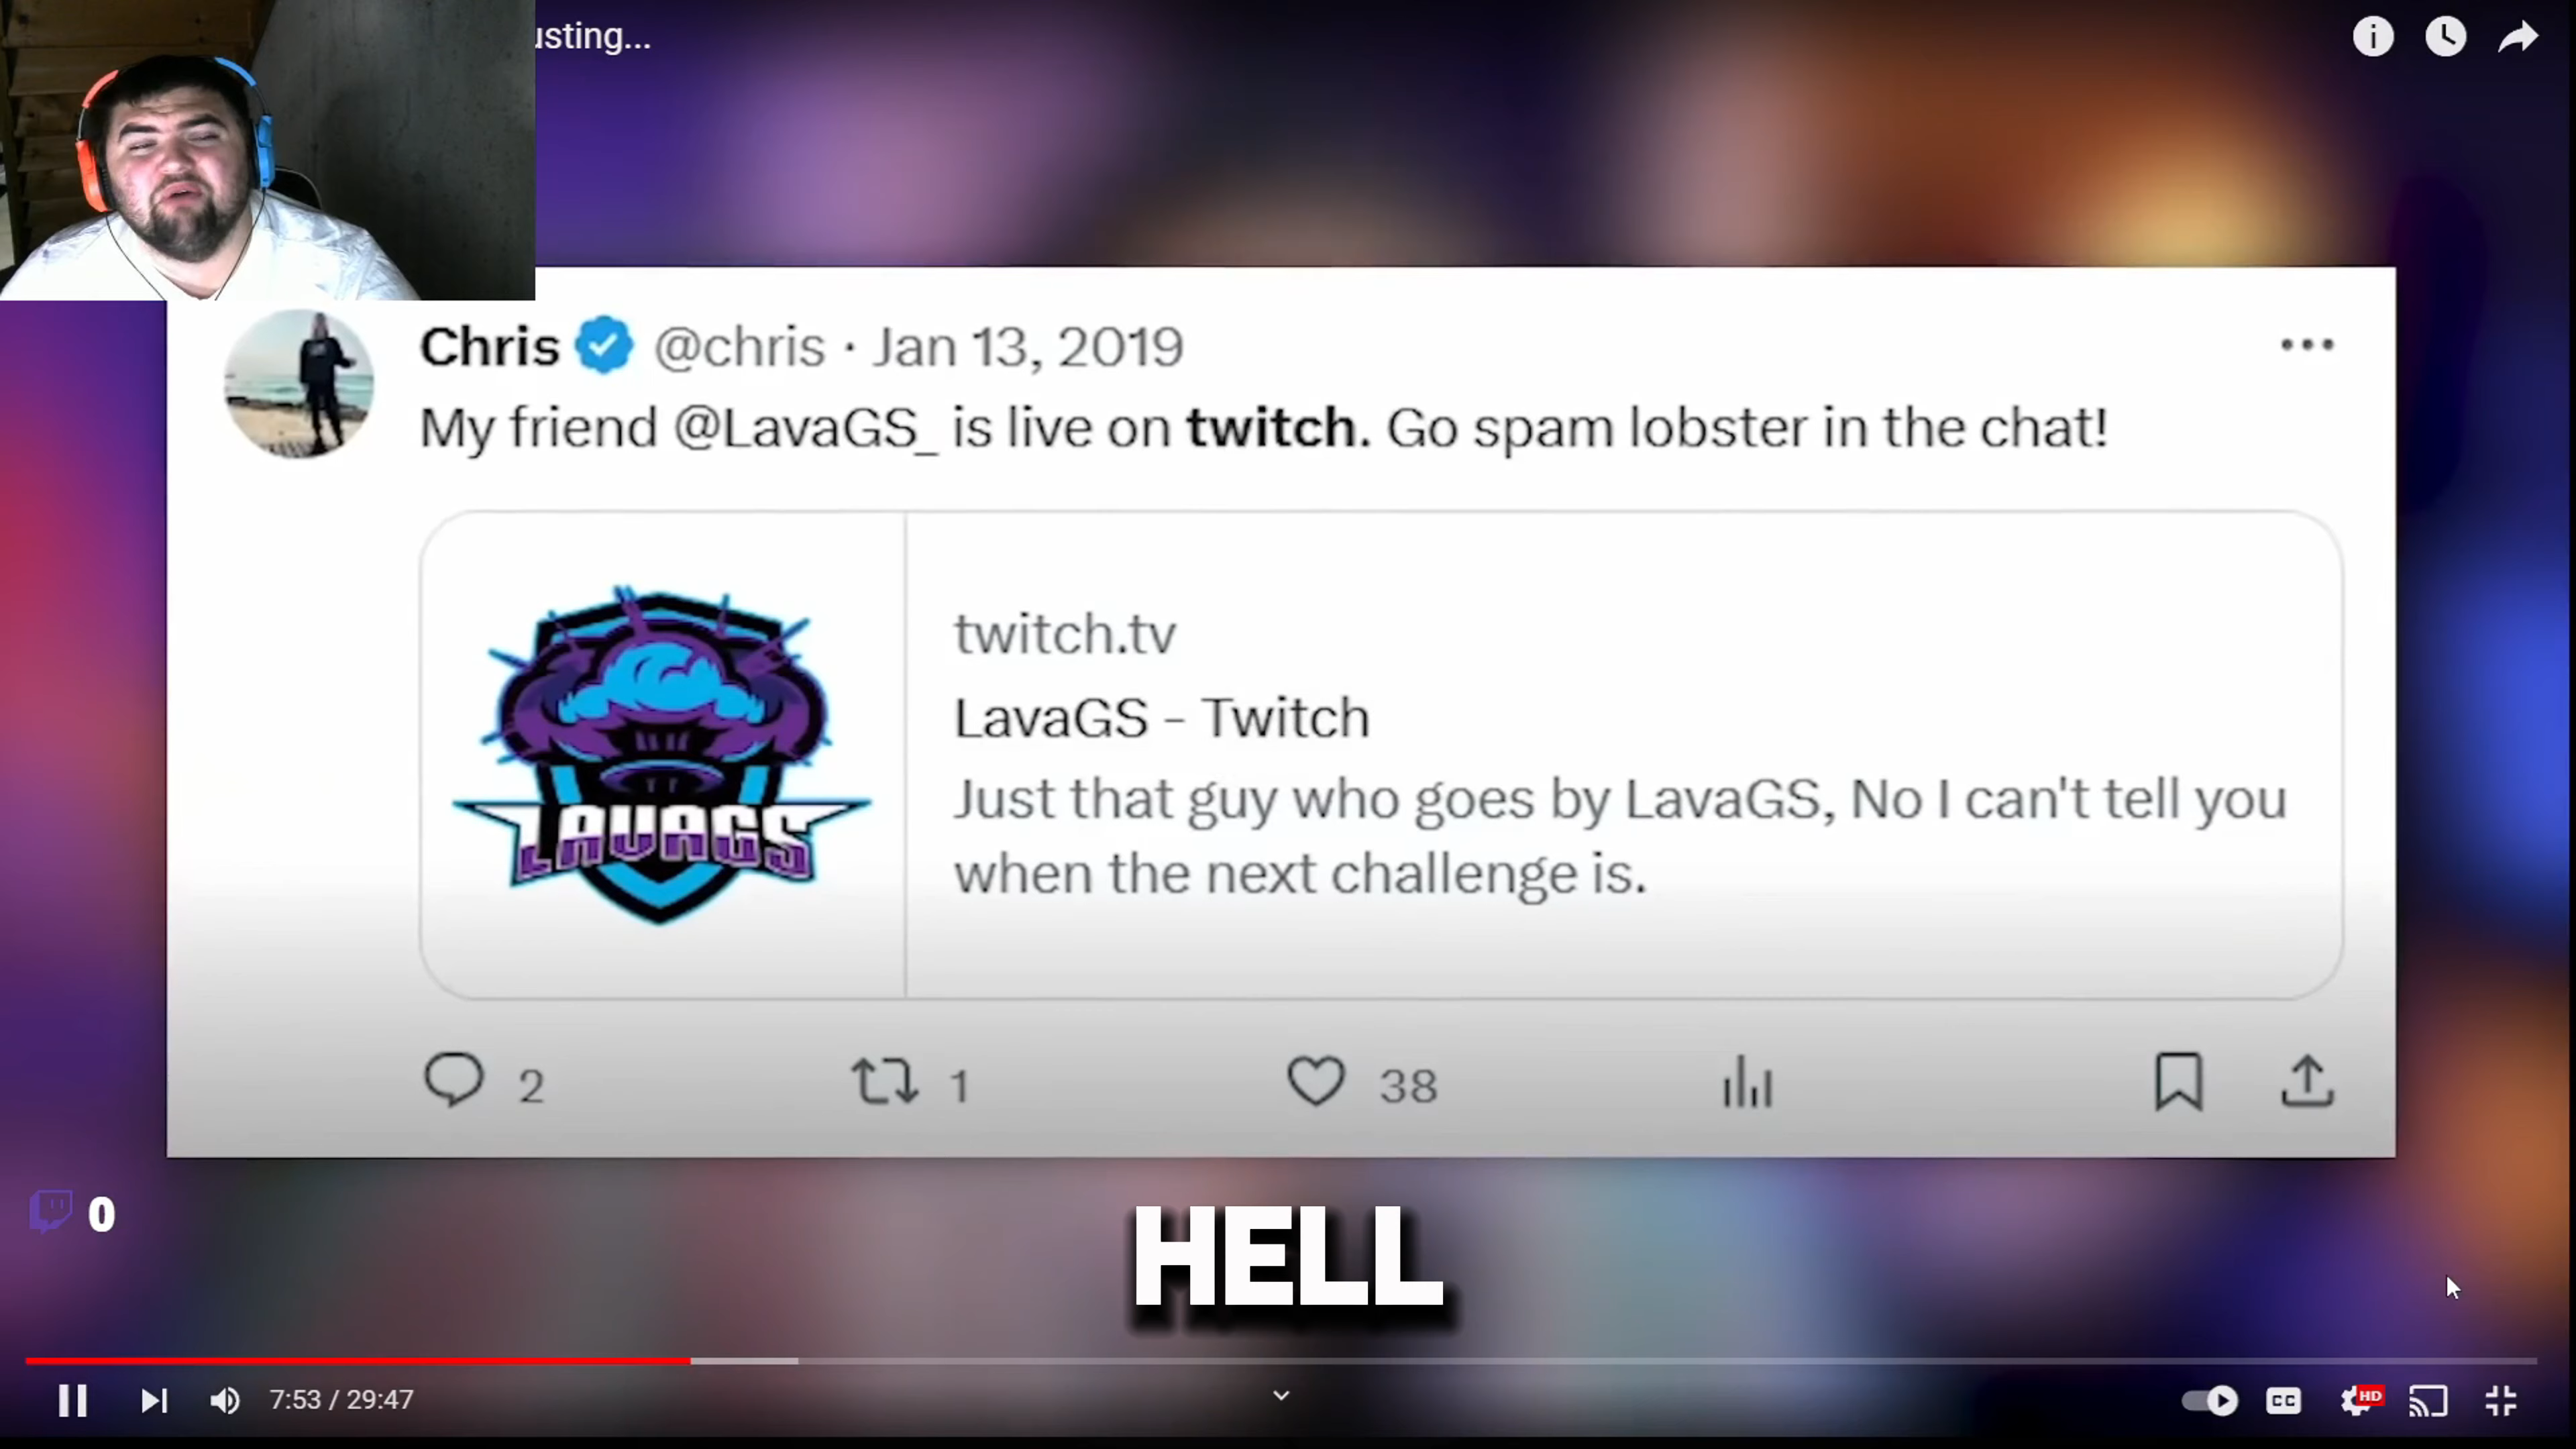 usting...
Chris @chris · Jan 13, 2019
My friend @LavaGS_ is live on twitch. Go spam lobster in the chat!
twitch.tv
LavaGS - Twitch
Just that guy who goes by LavaGS, No I can't tell you
when the next challenge is.
LAVAGS
2 1 38
0
HELL
7:53 / 29:47
CC HD